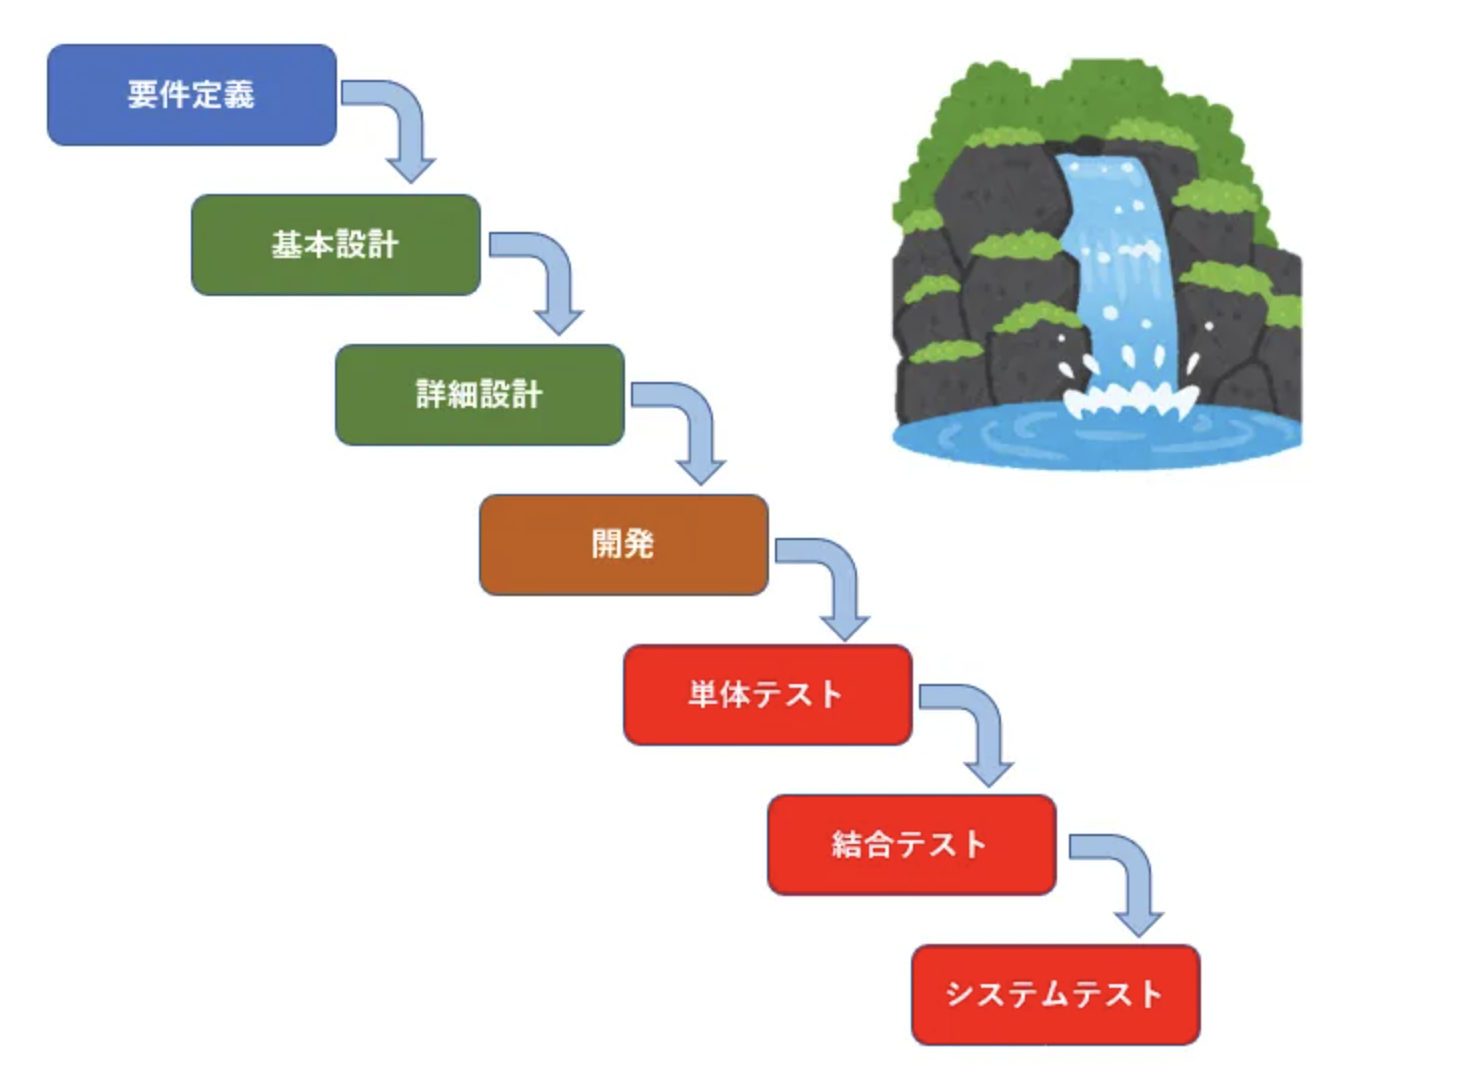 要件定義
基本設計
詳細設計
開発
単体テスト
結合テスト
システムテスト